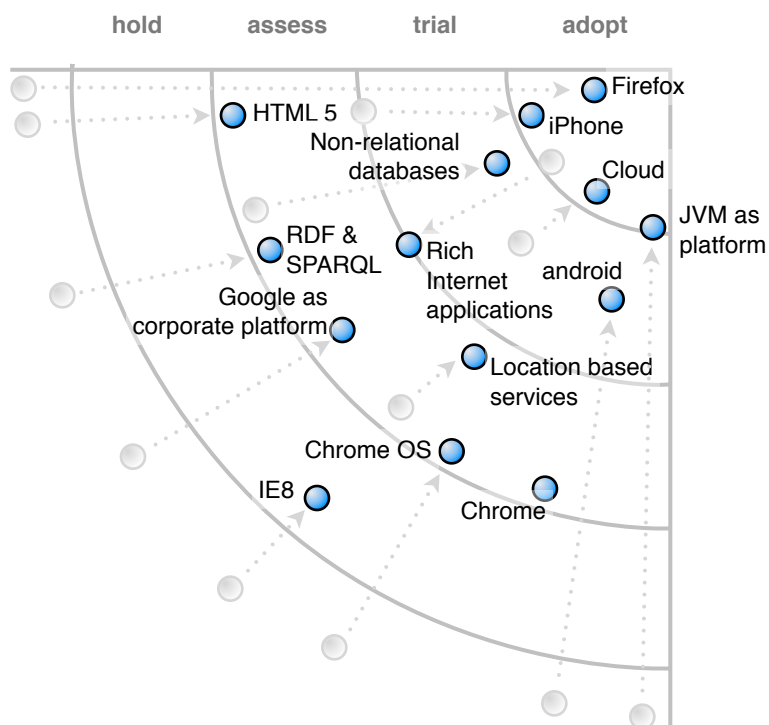 hold assess trial adopt
Firefox
HTML 5
iPhone
Non-relational
databases
Cloud
JVM as
platform
RDF &
SPARQL
Rich
Internet
applications
android
Google as
corporate platform
Location based
services
Chrome OS
IE8
Chrome